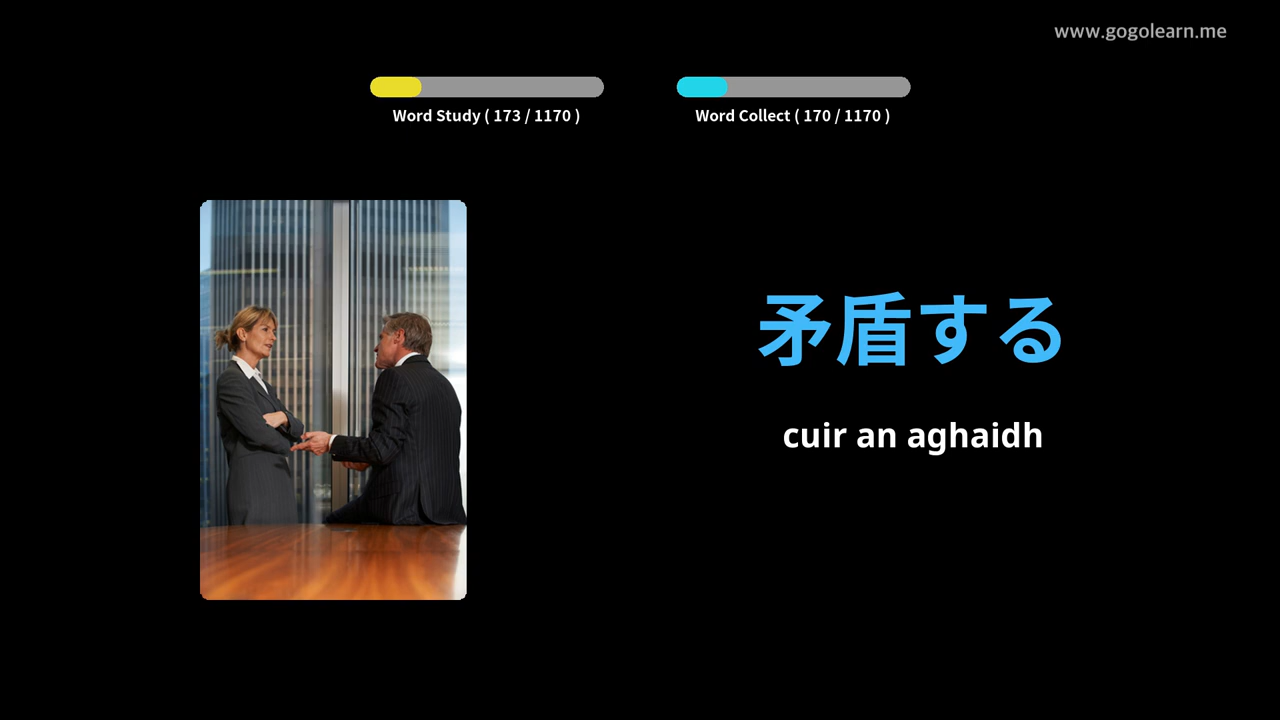 www.gogolearn.me
Word Study ( 173 / 1170 )
Word Collect ( 170 / 1170 )
矛盾する
cuir an aghaidh